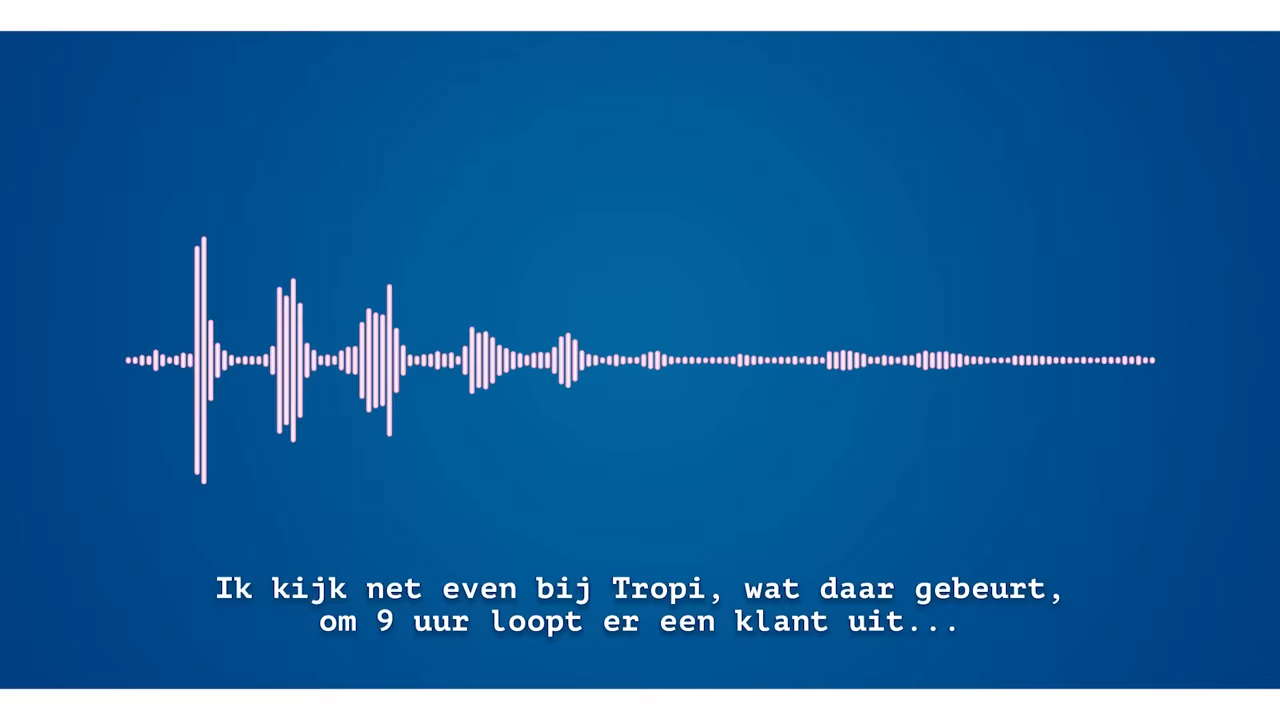 Ik kijk net even bij Tropi, wat daar gebeurt,
om 9 uur loopt er een klant uit...